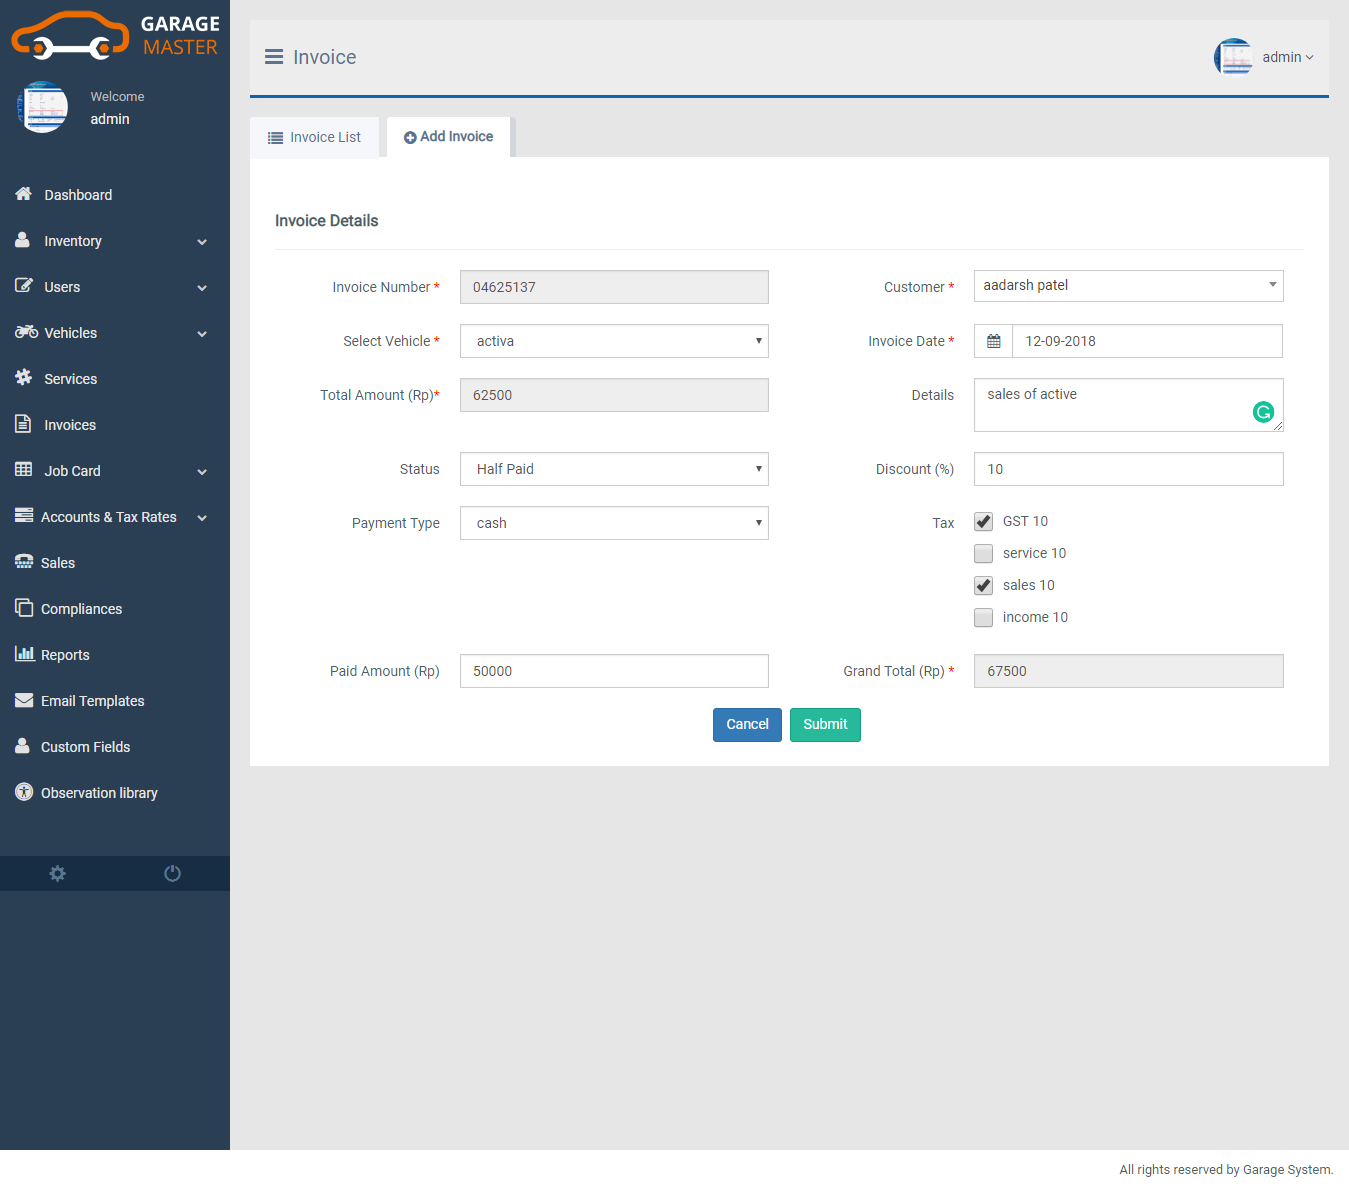 GARAGE
MASTER
Welcome
admin
Dashboard
Inventory
Users
Vehicles
Services
Invoices
Job Card
Accounts & Tax Rates
Sales
Compliances
Reports
Email Templates
Custom Fields
Observation library
Invoice
admin
Invoice List
Add Invoice
Invoice Details
Invoice Number * 04625137
Customer * aadarsh patel
Select Vehicle * activa
Invoice Date * 12-09-2018
Total Amount (Rp)* 62500
Details sales of active
Status Half Paid
Discount (%) 10
Payment Type cash
Tax GST 10
service 10
sales 10
income 10
Paid Amount (Rp) 50000
Grand Total (Rp) * 67500
Cancel Submit
All rights reserved by Garage System.